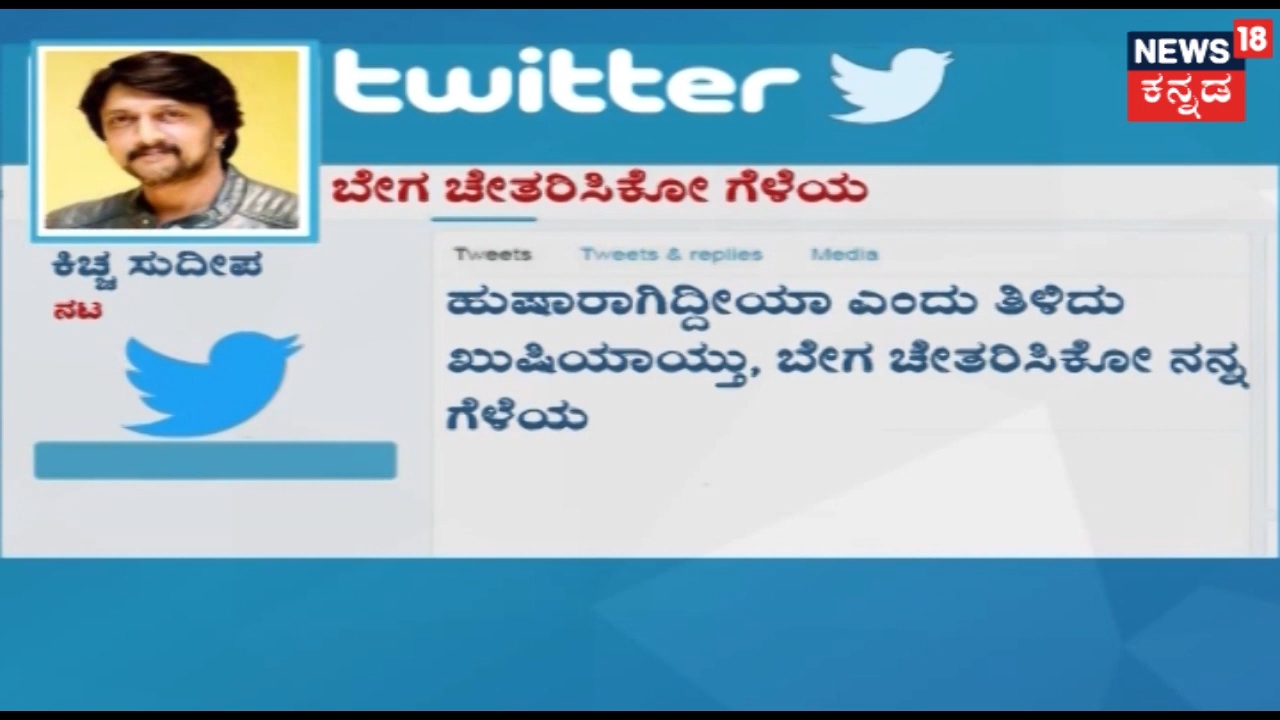 NEWS 18
ಕನ್ನಡ
twitter
ಬೇಗ ಚೇತರಿಸಿಕೋ ಗೆಳೆಯ
ಕಿಚ್ಚ ಸುದೀಪ
ನಟ
Tweets Tweets & replies Media
ಹುಷಾರಾಗಿದ್ದೀಯಾ ಎಂದು ತಿಳಿದು
ಖುಷಿಯಾಯ್ತು, ಬೇಗ ಚೇತರಿಸಿಕೋ ನನ್ನ
ಗೆಳೆಯ